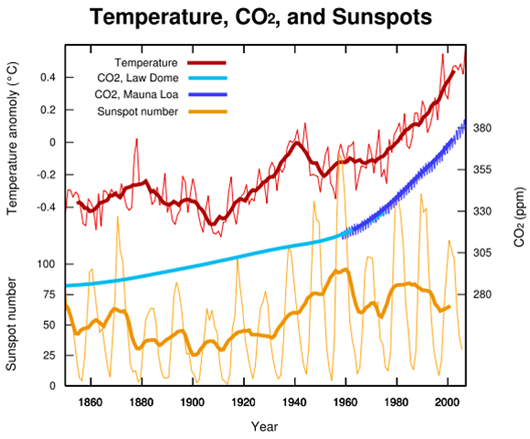 Temperature, CO2, and Sunspots
Temperature
CO2, Law Dome
CO2, Mauna Loa
Sunspot number
Temperature anomoly (°C)
0.4
0.2
0
-0.2
-0.4
Sunspot number
100
75
50
25
0
380
355
330
305
280
CO2 (ppm)
1860 1880 1900 1920 1940 1960 1980 2000
Year